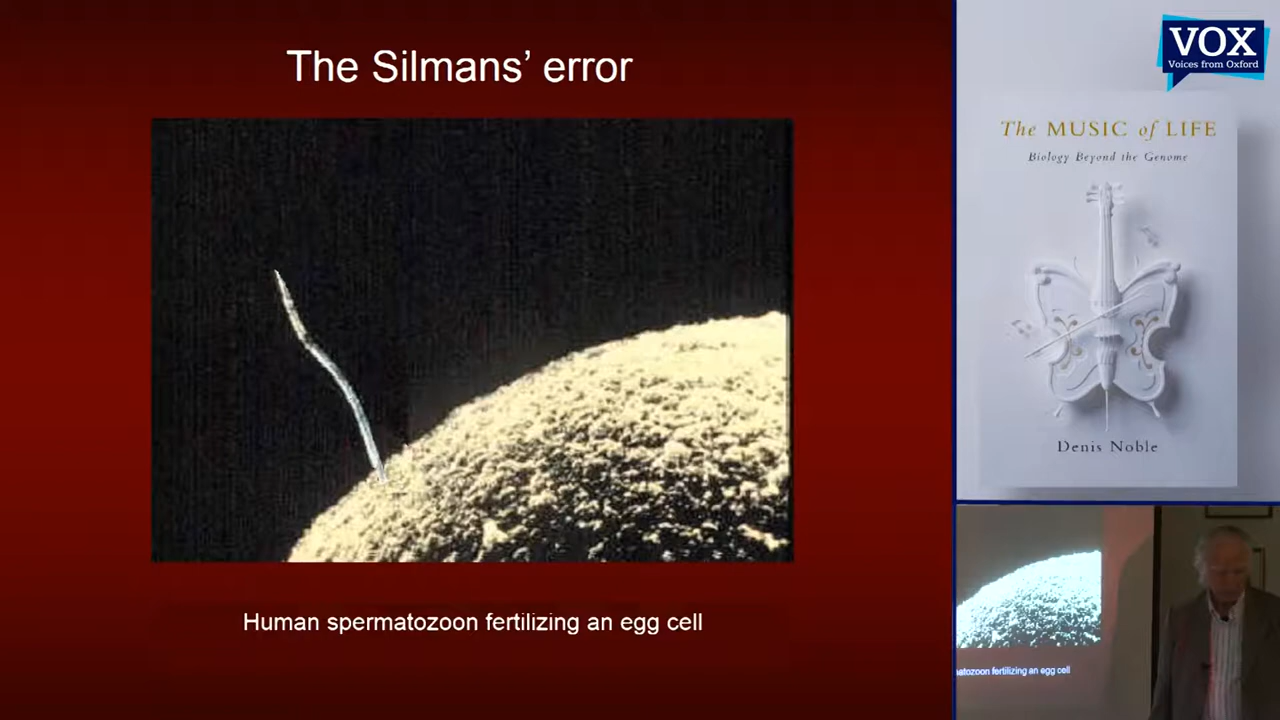 The Silmans' error
Human spermatozoon fertilizing an egg cell
VOX
Voices from Oxford
The MUSIC of LIFE
Biology Beyond the Genome
Denis Noble
atozoon fertilizing an egg cell